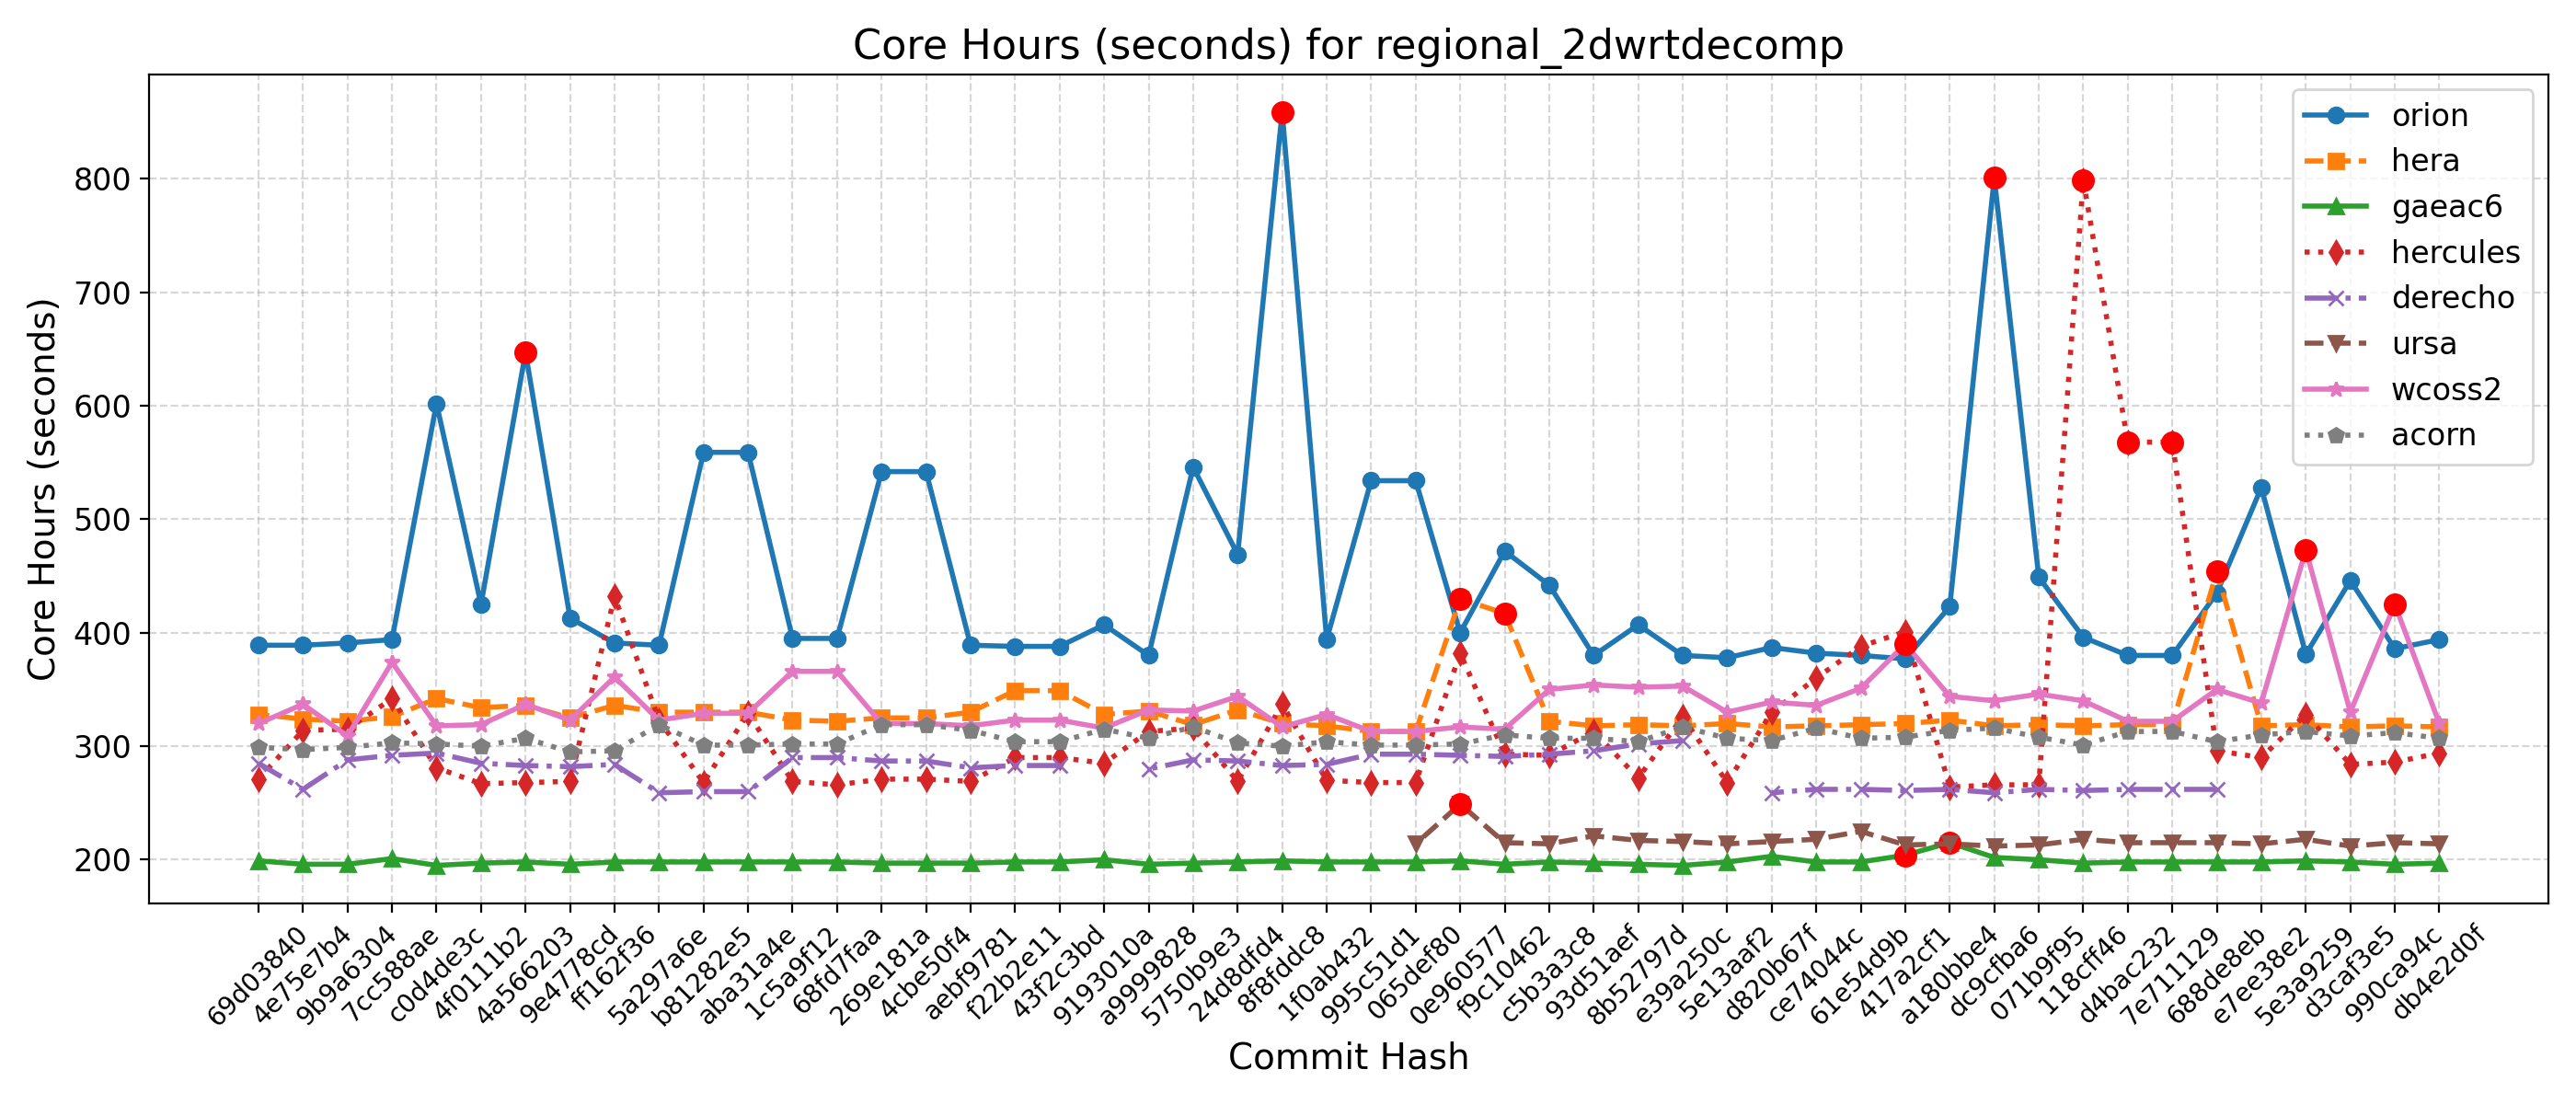 Core Hours (seconds) for regional_2dwrtdecomp
Core Hours (seconds)
800
700
600
500
400
300
200
orion
hera
gaeac6
hercules
derecho
ursa
wcoss2
acorn
69d03840
4e75e7b4
9b9a6304
7cc588ae
c0d4de3c
4f0111b2
4a566203
9e4778cd
ff162f36
5a297a6e
b81282e5
aba31a4e
1c5a9f12
68fd7faa
269e181a
4cbe50f4
aebf9781
f22b2e11
43f2c3bd
9193010a
a9999828
5750b9e3
24d8dfd4
8f8fddc8
1f0ab432
995c51d1
065def80
0e960577
f9c10462
c5b3a3c8
93d51aef
8b52797d
e39a250c
5e13aaf2
d820b67f
ce74044c
61e54d9b
417a2cf1
a180bbe4
dc9cfba6
071b9f95
118cff46
d4bac232
7e711129
688de8eb
e7ee38e2
5e3a9259
d3caf3e5
990ca94c
db4e2d0f
Commit Hash